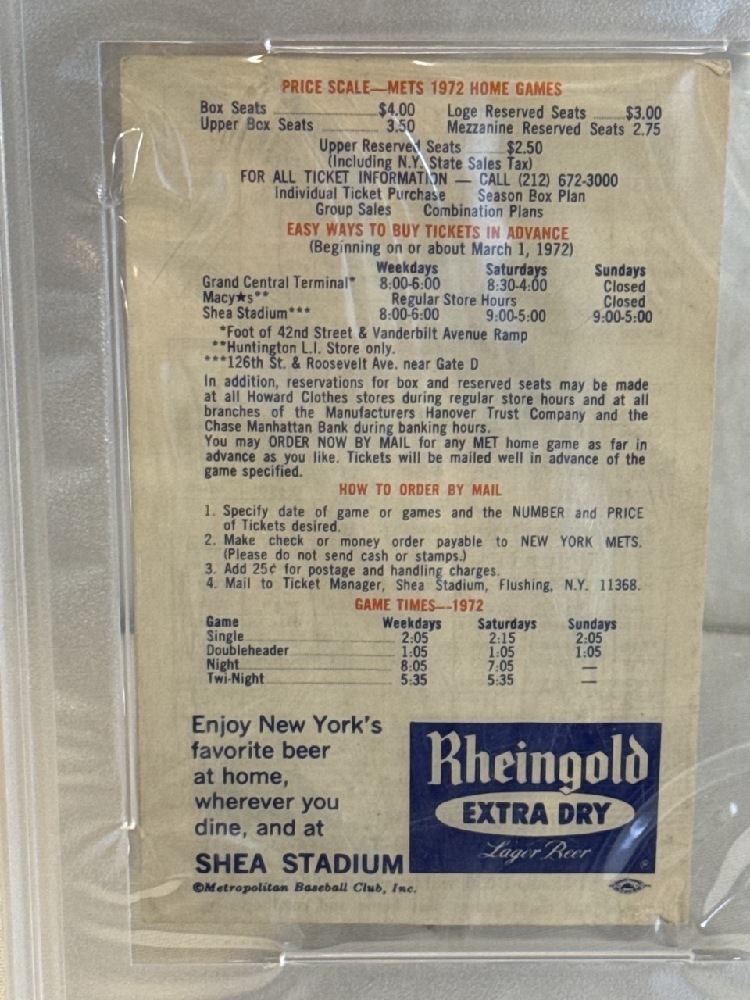 PRICE SCALE—METS 1972 HOME GAMES
Box Seats $4.00 Loge Reserved Seats $3.00
Upper Box Seats 3.50 Mezzanine Reserved Seats 2.75
Upper Reserved Seats $2.50
(Including N.Y. State Sales Tax)
FOR ALL TICKET INFORMATION — CALL (212) 672-3000
Individual Ticket Purchase Season Box Plan
Group Sales Combination Plans
EASY WAYS TO BUY TICKETS IN ADVANCE
(Beginning on or about March 1, 1972)
Weekdays Saturdays Sundays
Grand Central Terminal* 8:00-6:00 8:30-4:00 Closed
Macy★s** Regular Store Hours Closed
Shea Stadium*** 8:00-6:00 9:00-5:00 9:00-5:00
*Foot of 42nd Street & Vanderbilt Avenue Ramp
**Huntington L.I. Store only.
***126th St. & Roosevelt Ave. near Gate D
In addition, reservations for box and reserved seats may be made
at all Howard Clothes stores during regular store hours and at all
branches of the Manufacturers Hanover Trust Company and the
Chase Manhattan Bank during banking hours.
You may ORDER NOW BY MAIL for any MET home game as far in
advance as you like. Tickets will be mailed well in advance of the
game specified.
HOW TO ORDER BY MAIL
1. Specify date of game or games and the NUMBER and PRICE
of Tickets desired.
2. Make check or money order payable to NEW YORK METS.
(Please do not send cash or stamps.)
3. Add 25¢ for postage and handling charges.
4. Mail to Ticket Manager, Shea Stadium, Flushing, N.Y. 11368.
GAME TIMES—1972
Game Weekdays Saturdays Sundays
Single 2:05 2:15 2:05
Doubleheader 1:05 1:05 1:05
Night 8:05 7:05 —
Twi-Night 5:35 5:35 —
Enjoy New York's
favorite beer
at home,
wherever you
dine, and at
SHEA STADIUM
©Metropolitan Baseball Club, Inc.
Rheingold
EXTRA DRY
Lager Beer
®